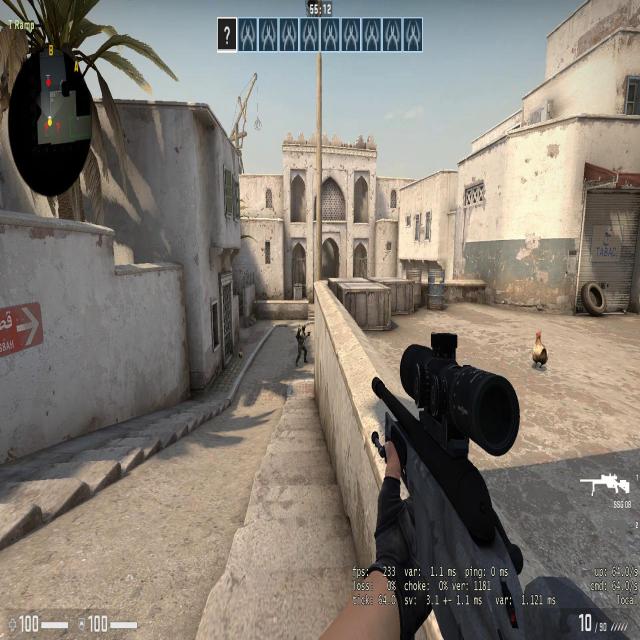 55:12
T Ramp
B
?
قص
SBAH
TABAL
SSG 08
fps: 233 var: 1.1 ms ping: 0 ms
loss: 0% choke: 0% ver: 1181
tick: 64.0 sv: 3.1 +- 1.1 ms var: 1.121 ms
up: 64.0/s
cmd: 64.0/s
local
100
100
10 / 90